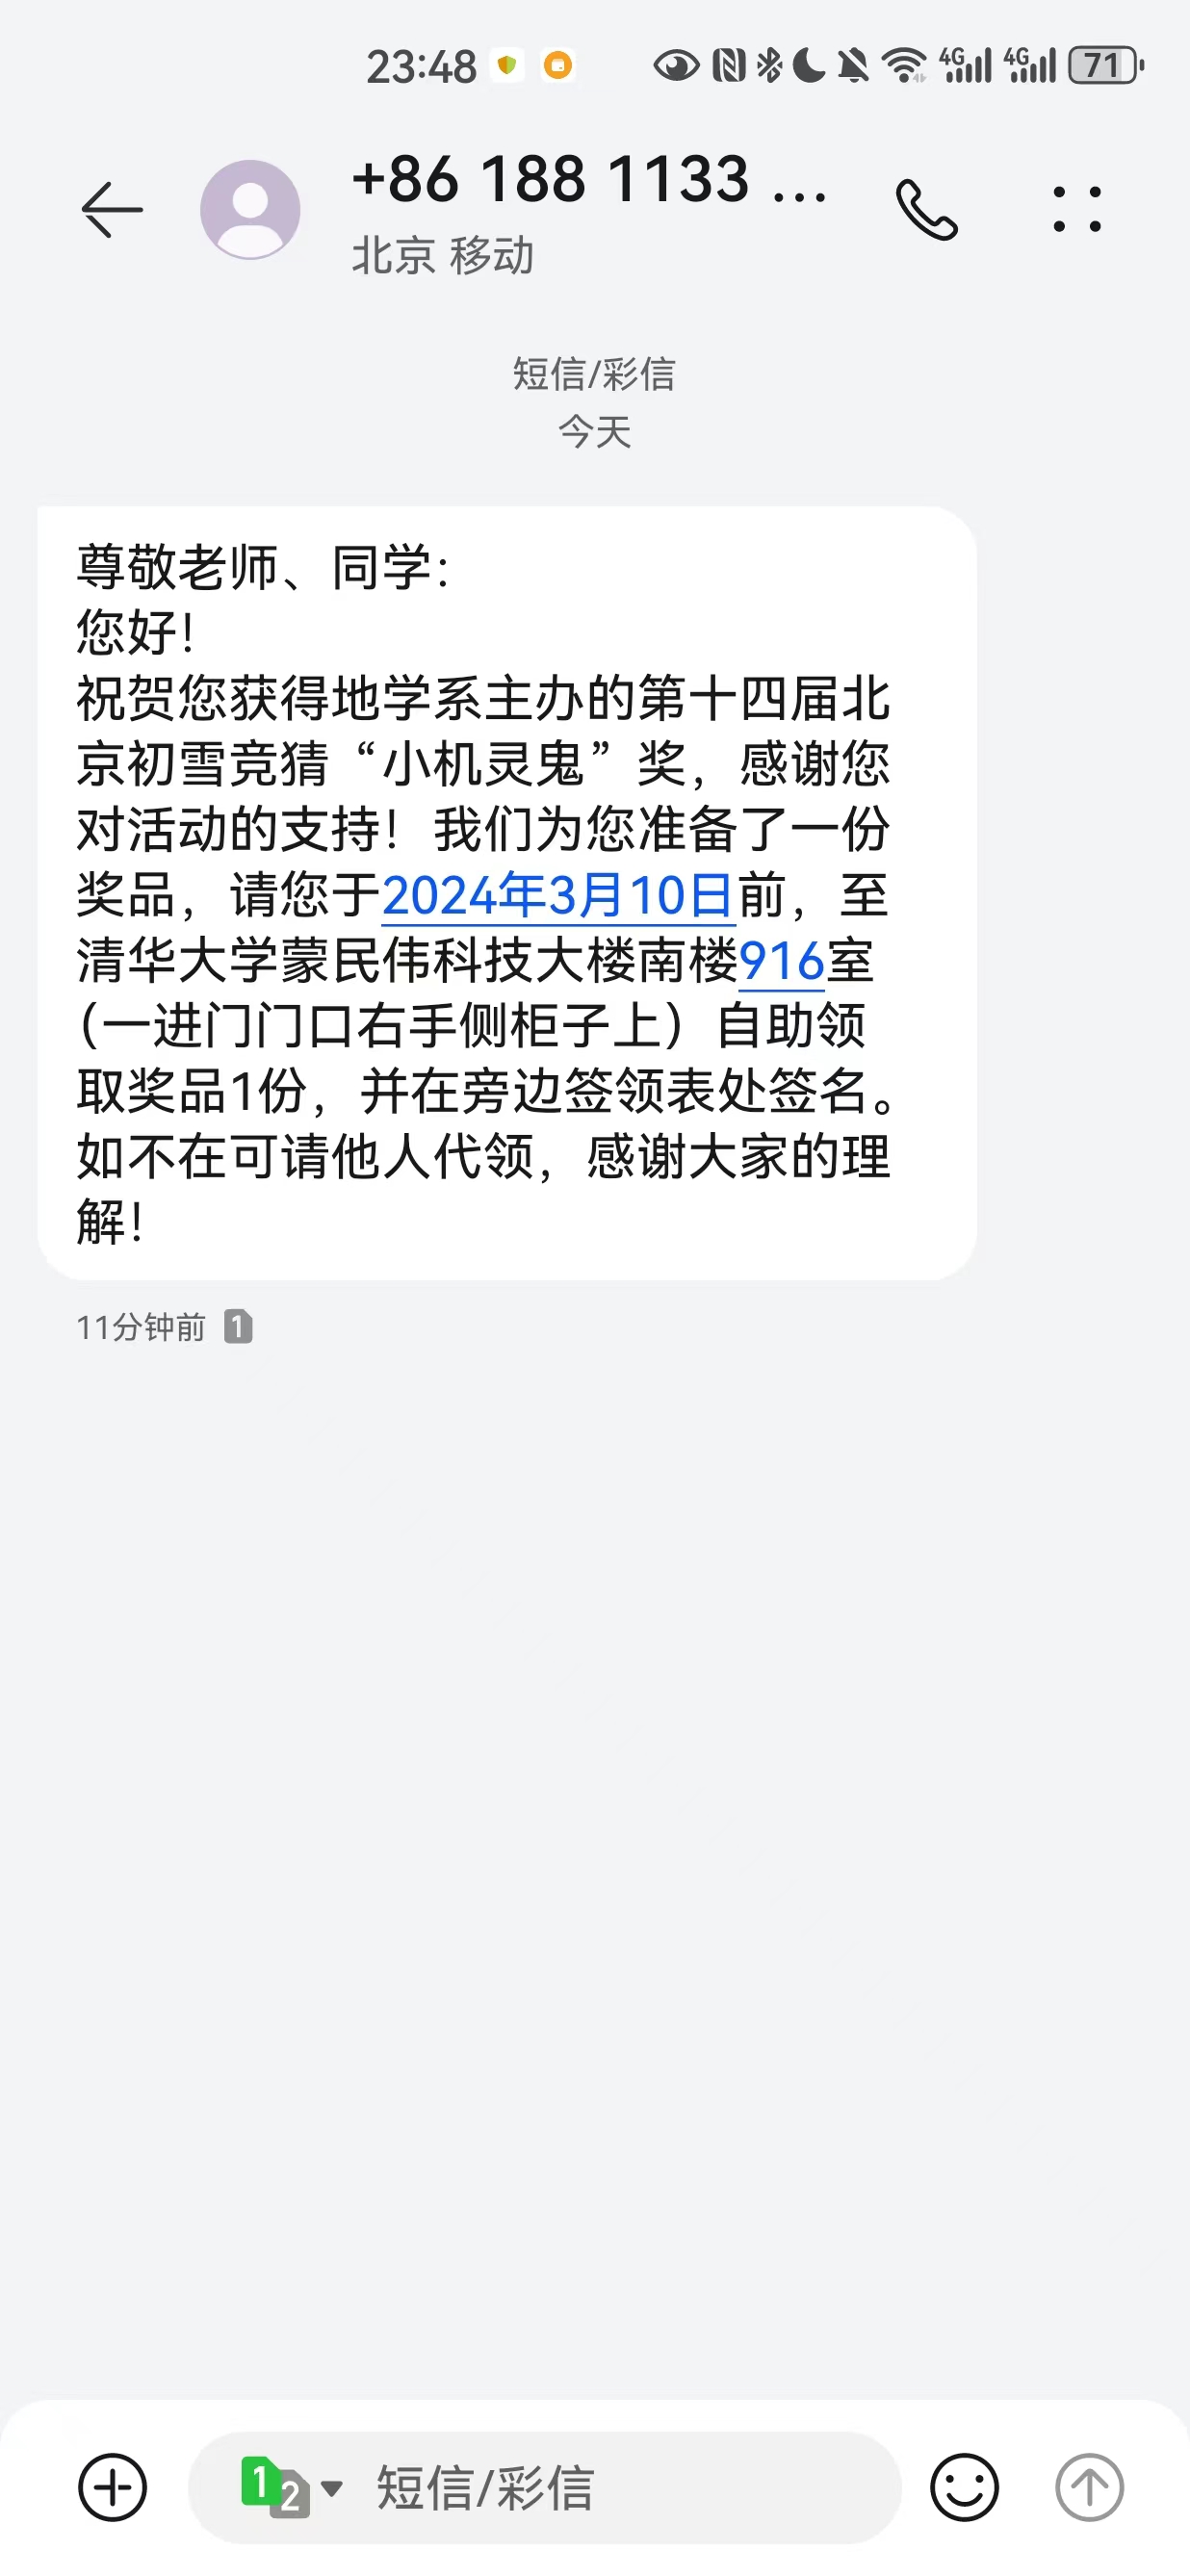 23:48
4G
4G
71
+86 188 1133 ...
北京 移动
短信/彩信
今天
尊敬老师、同学：
您好！
祝贺您获得地学系主办的第十四届北
京初雪竞猜“小机灵鬼”奖，感谢您
对活动的支持！我们为您准备了一份
奖品，请您于2024年3月10日前，至
清华大学蒙民伟科技大楼南楼916室
（一进门门口右手侧柜子上）自助领
取奖品1份，并在旁边签领表处签名。
如不在可请他人代领，感谢大家的理
解！
11分钟前 1
1 2 短信/彩信